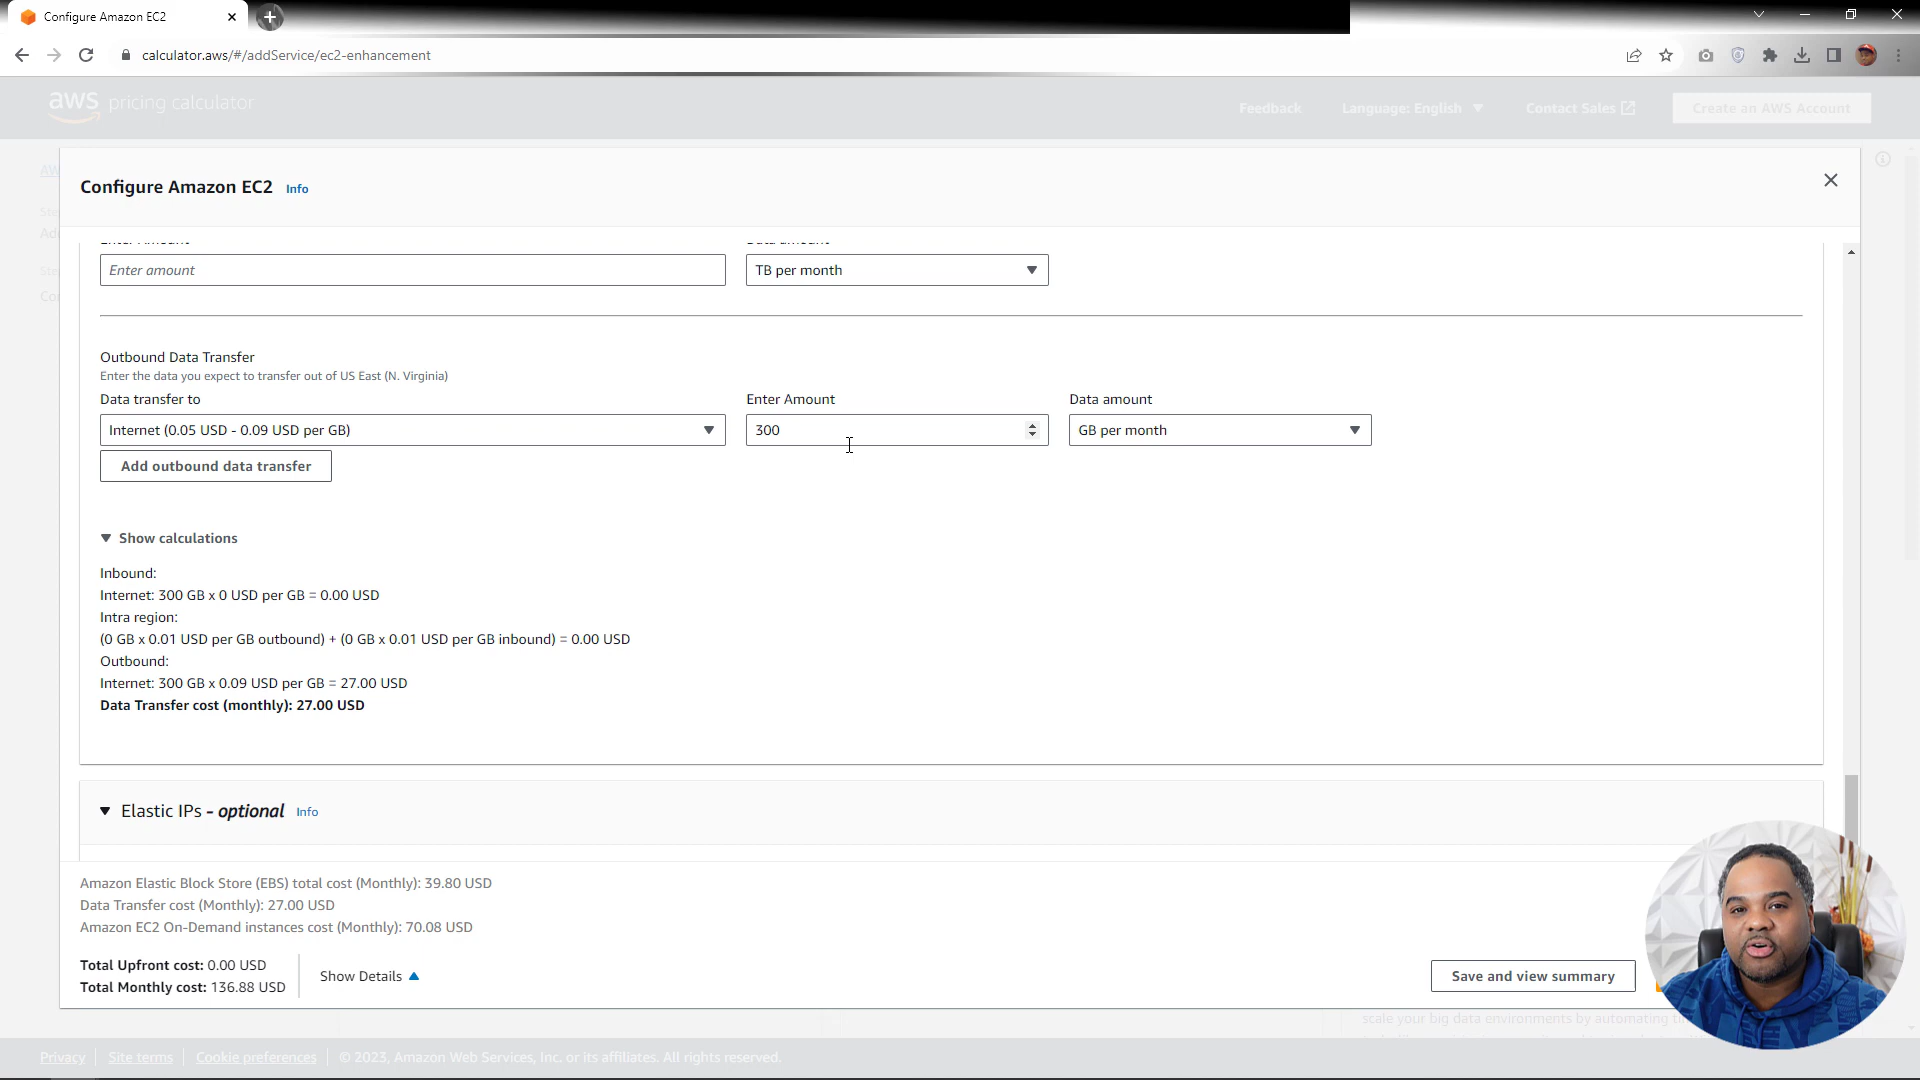 Configure Amazon EC2
calculator.aws/#/addService/ec2-enhancement
aws pricing calculator
Feedback
Language: English
Contact Sales
Create an AWS Account
AW
Configure Amazon EC2 Info
Enter amount
TB per month
Outbound Data Transfer
Enter the data you expect to transfer out of US East (N. Virginia)
Data transfer to
Enter Amount
Data amount
Internet (0.05 USD - 0.09 USD per GB)
300
GB per month
Add outbound data transfer
Show calculations
Inbound:
Internet: 300 GB x 0 USD per GB = 0.00 USD
Intra region:
(0 GB x 0.01 USD per GB outbound) + (0 GB x 0.01 USD per GB inbound) = 0.00 USD
Outbound:
Internet: 300 GB x 0.09 USD per GB = 27.00 USD
Data Transfer cost (monthly): 27.00 USD
Elastic IPs - optional Info
Amazon Elastic Block Store (EBS) total cost (Monthly): 39.80 USD
Data Transfer cost (Monthly): 27.00 USD
Amazon EC2 On-Demand instances cost (Monthly): 70.08 USD
Total Upfront cost: 0.00 USD
Total Monthly cost: 136.88 USD
Show Details
Save and view summary
scale your big data environments by automating
Privacy
Site terms
Cookie preferences
© 2023, Amazon Web Services, Inc. or its affiliates. All rights reserved.